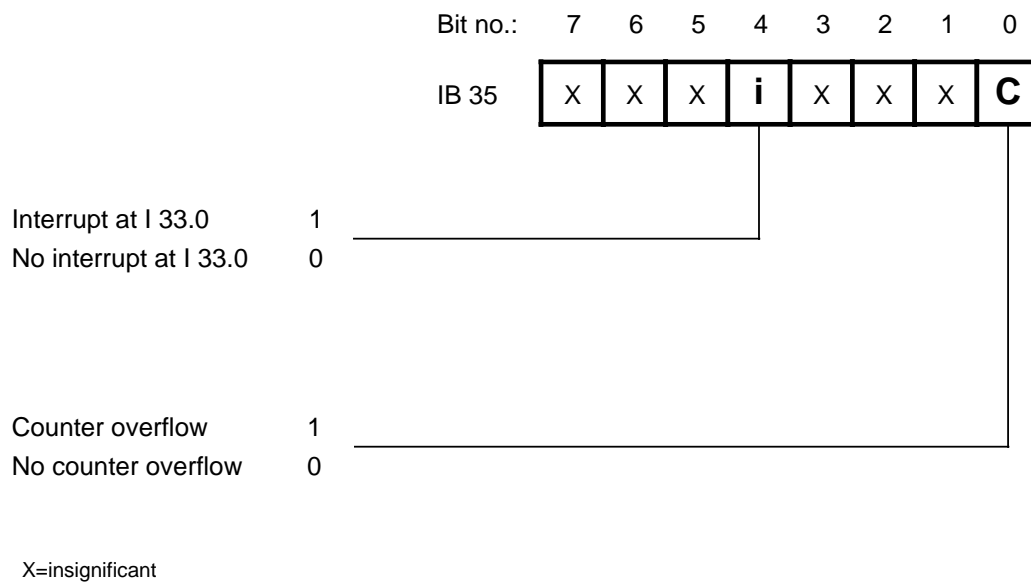 Bit no.: 7 6 5 4 3 2 1 0
IB 35 X X X i X X X C
Interrupt at I 33.0 1
No interrupt at I 33.0 0
Counter overflow 1
No counter overflow 0
X=insignificant